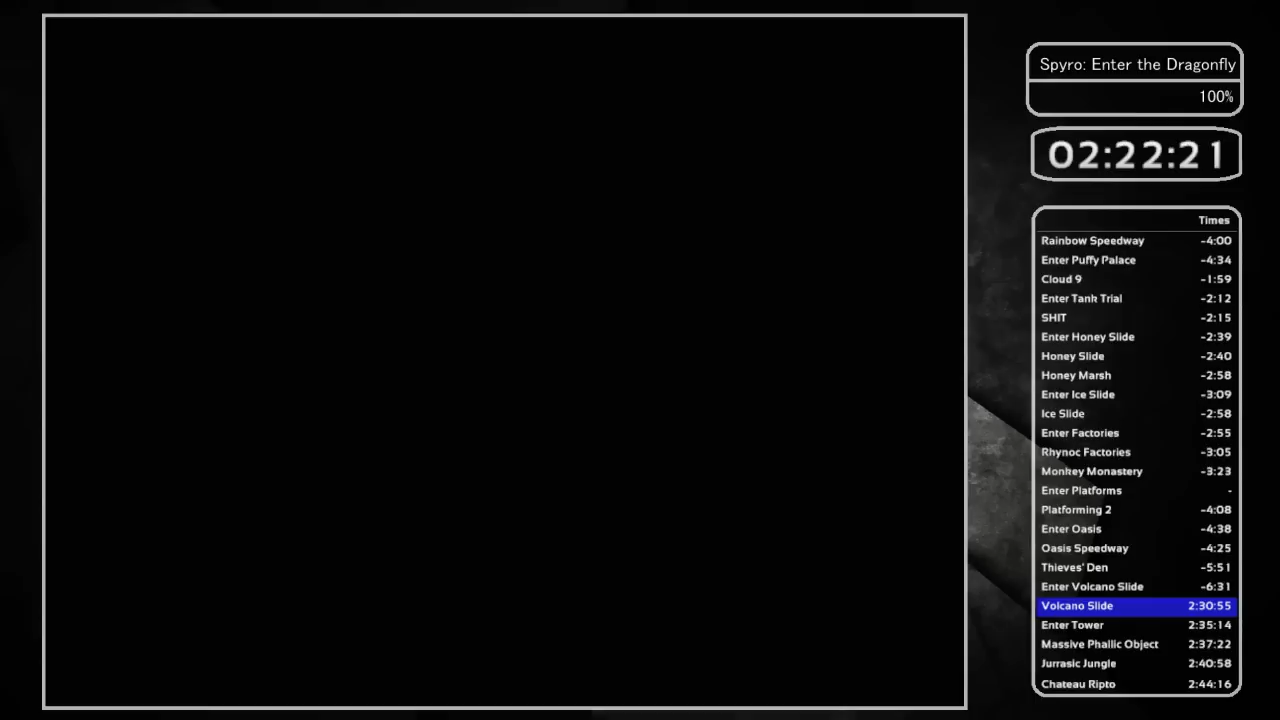 Spyro: Enter the Dragonfly
100%
02:22:21
Times
Rainbow Speedway -4:00
Enter Puffy Palace -4:34
Cloud 9 -1:59
Enter Tank Trial -2:12
SHIT -2:15
Enter Honey Slide -2:39
Honey Slide -2:40
Honey Marsh -2:58
Enter Ice Slide -3:09
Ice Slide -2:58
Enter Factories -2:55
Rhynoc Factories -3:05
Monkey Monastery -3:23
Enter Platforms -
Platforming 2 -4:08
Enter Oasis -4:38
Oasis Speedway -4:25
Thieves' Den -5:51
Enter Volcano Slide -6:31
Volcano Slide 2:30:55
Enter Tower 2:35:14
Massive Phallic Object 2:37:22
Jurrasic Jungle 2:40:58
Chateau Ripto 2:44:16